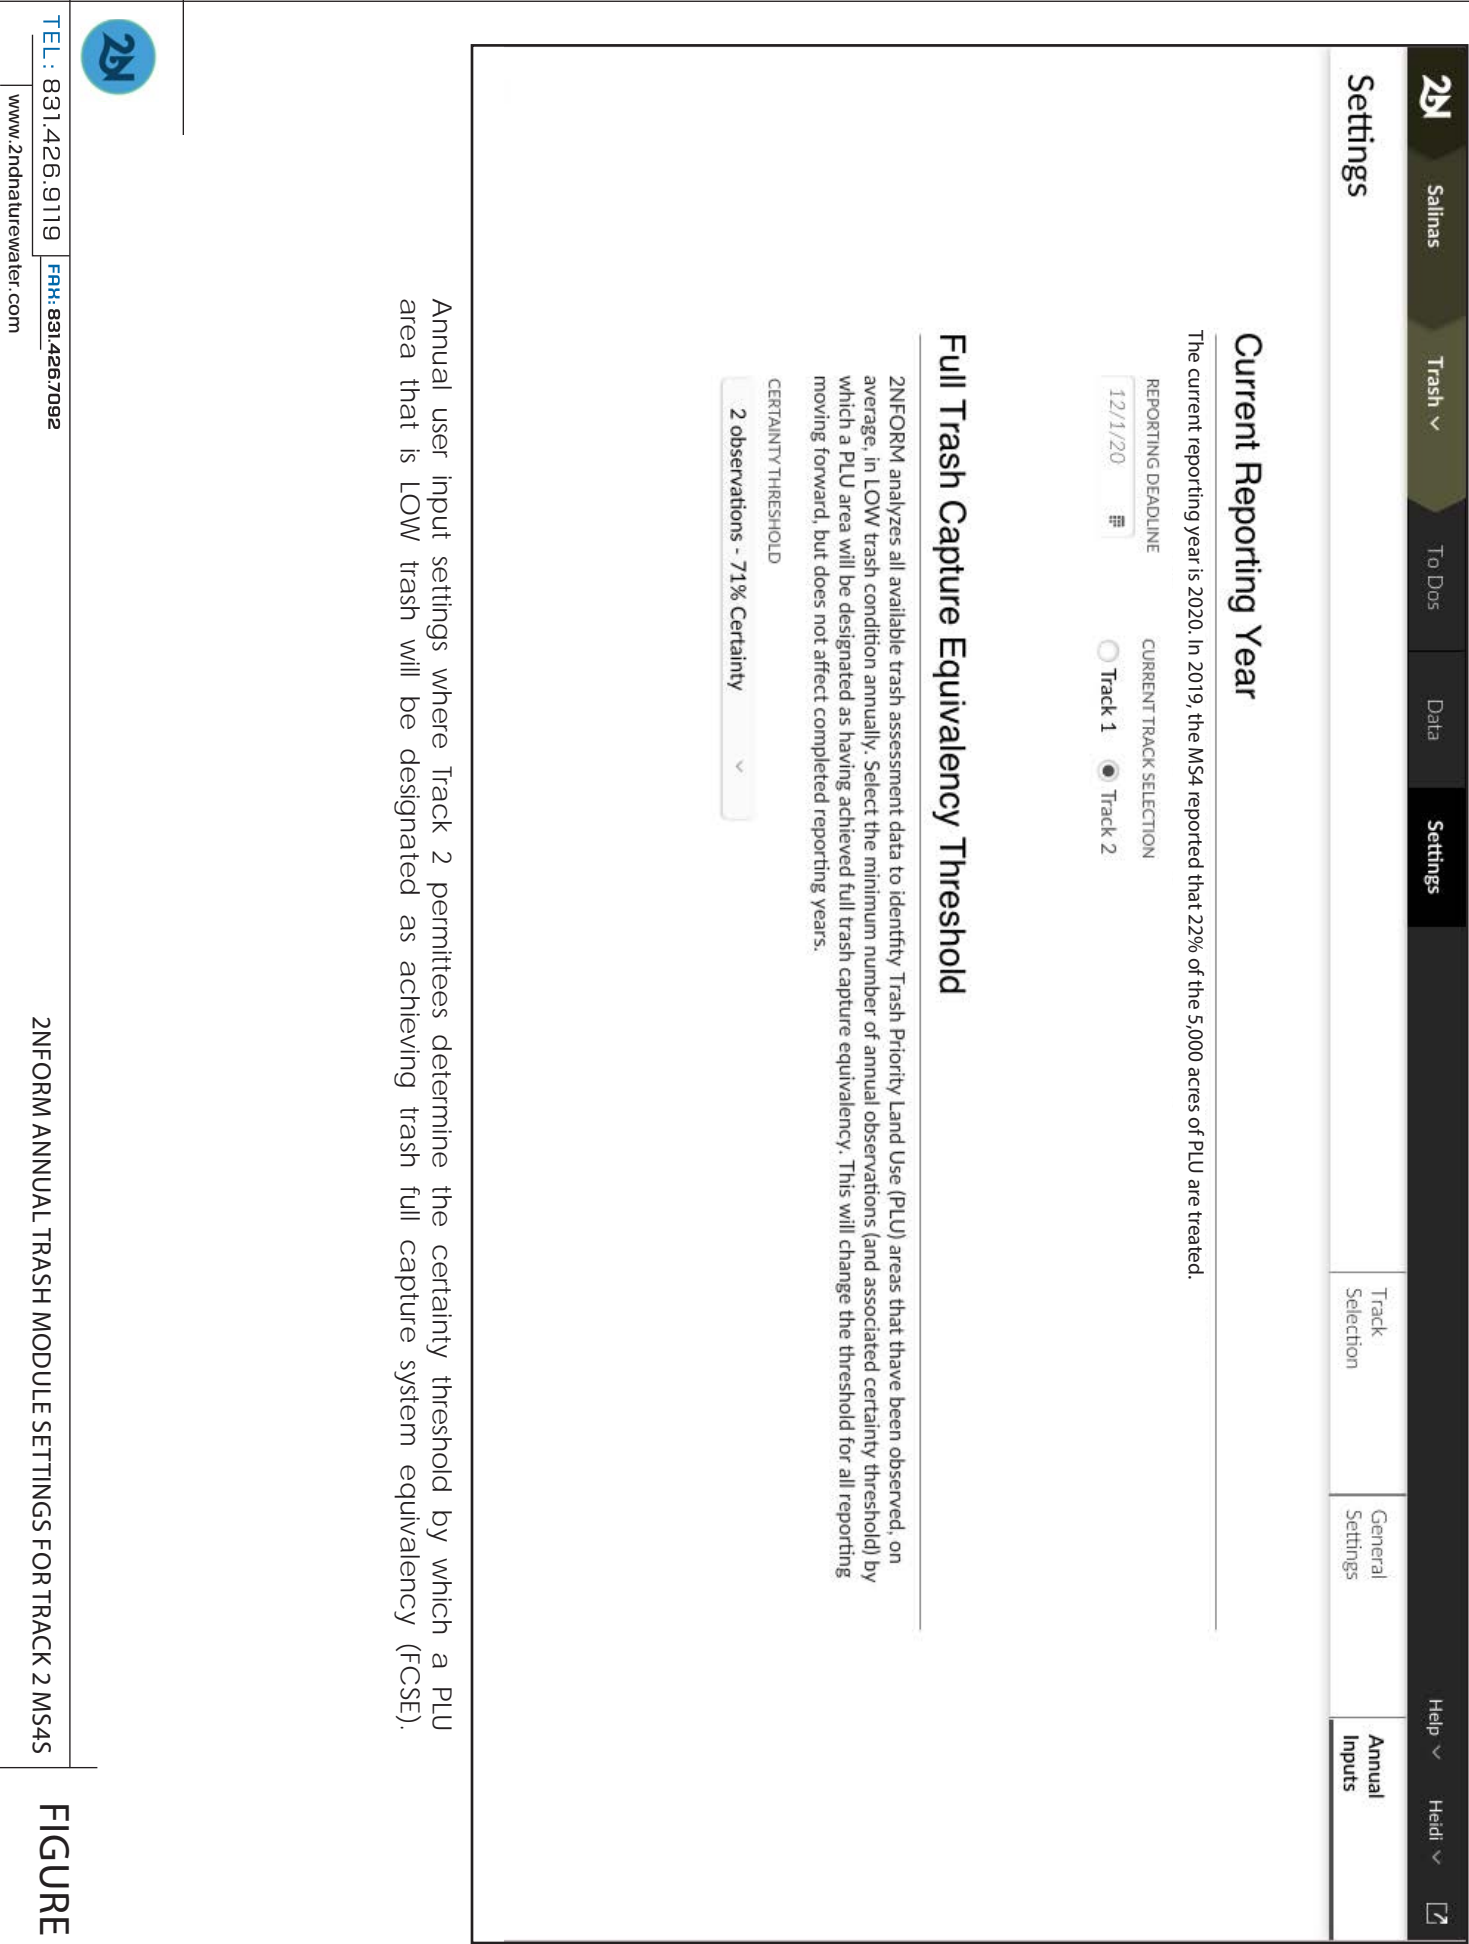 2N
Salinas
Trash
To Dos
Data
Settings
Help
Heidi
Settings
Track
Selection
General
Settings
Annual
Inputs
Current Reporting Year
The current reporting year is 2020. In 2019, the MS4 reported that 22% of the 5,000 acres of PLU are treated.
REPORTING DEADLINE
CURRENT TRACK SELECTION
12/1/20
Track 1
Track 2
Full Trash Capture Equivalency Threshold
2NFORM analyzes all available trash assessment data to identfity Trash Priority Land Use (PLU) areas that thave been observed, on
average, in LOW trash condition annually. Select the minimum number of annual observations (and associated certainty threshold) by
which a PLU area will be designated as having achieved full trash capture equivalency. This will change the threshold for all reporting
moving forward, but does not affect completed reporting years.
CERTAINTY THRESHOLD
2 observations - 71% Certainty
Annual user input settings where Track 2 permittees determine the certainty threshold by which a PLU
area that is LOW trash will be designated as achieving trash full capture system equivalency (FCSE).
2N
TEL: 831.426.9119
FAX: 831.426.7092
www.2ndnaturewater.com
2NFORM ANNUAL TRASH MODULE SETTINGS FOR TRACK 2 MS4S
FIGURE